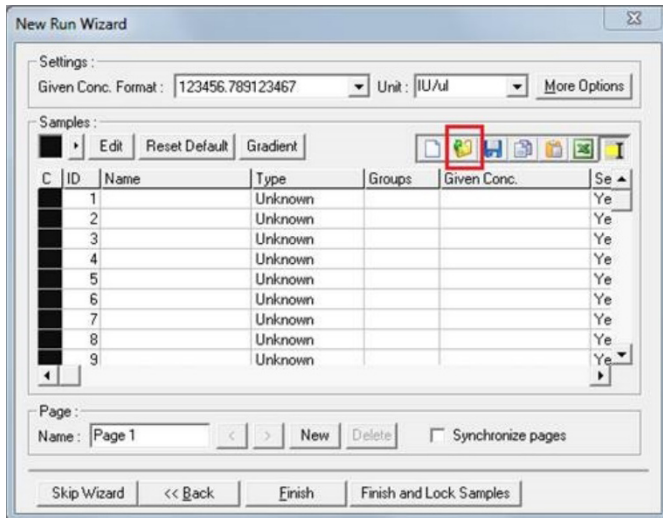 New Run Wizard
Settings :
Given Conc. Format : 123456.789123467 Unit : IU/ul More Options
Samples :
Edit Reset Default Gradient
C ID Name Type Groups Given Conc. Se
1 Unknown Ye
2 Unknown Ye
3 Unknown Ye
4 Unknown Ye
5 Unknown Ye
6 Unknown Ye
7 Unknown Ye
8 Unknown Ye
9 Unknown Ye
Page :
Name : Page 1 < > New Delete Synchronize pages
Skip Wizard << Back Finish Finish and Lock Samples